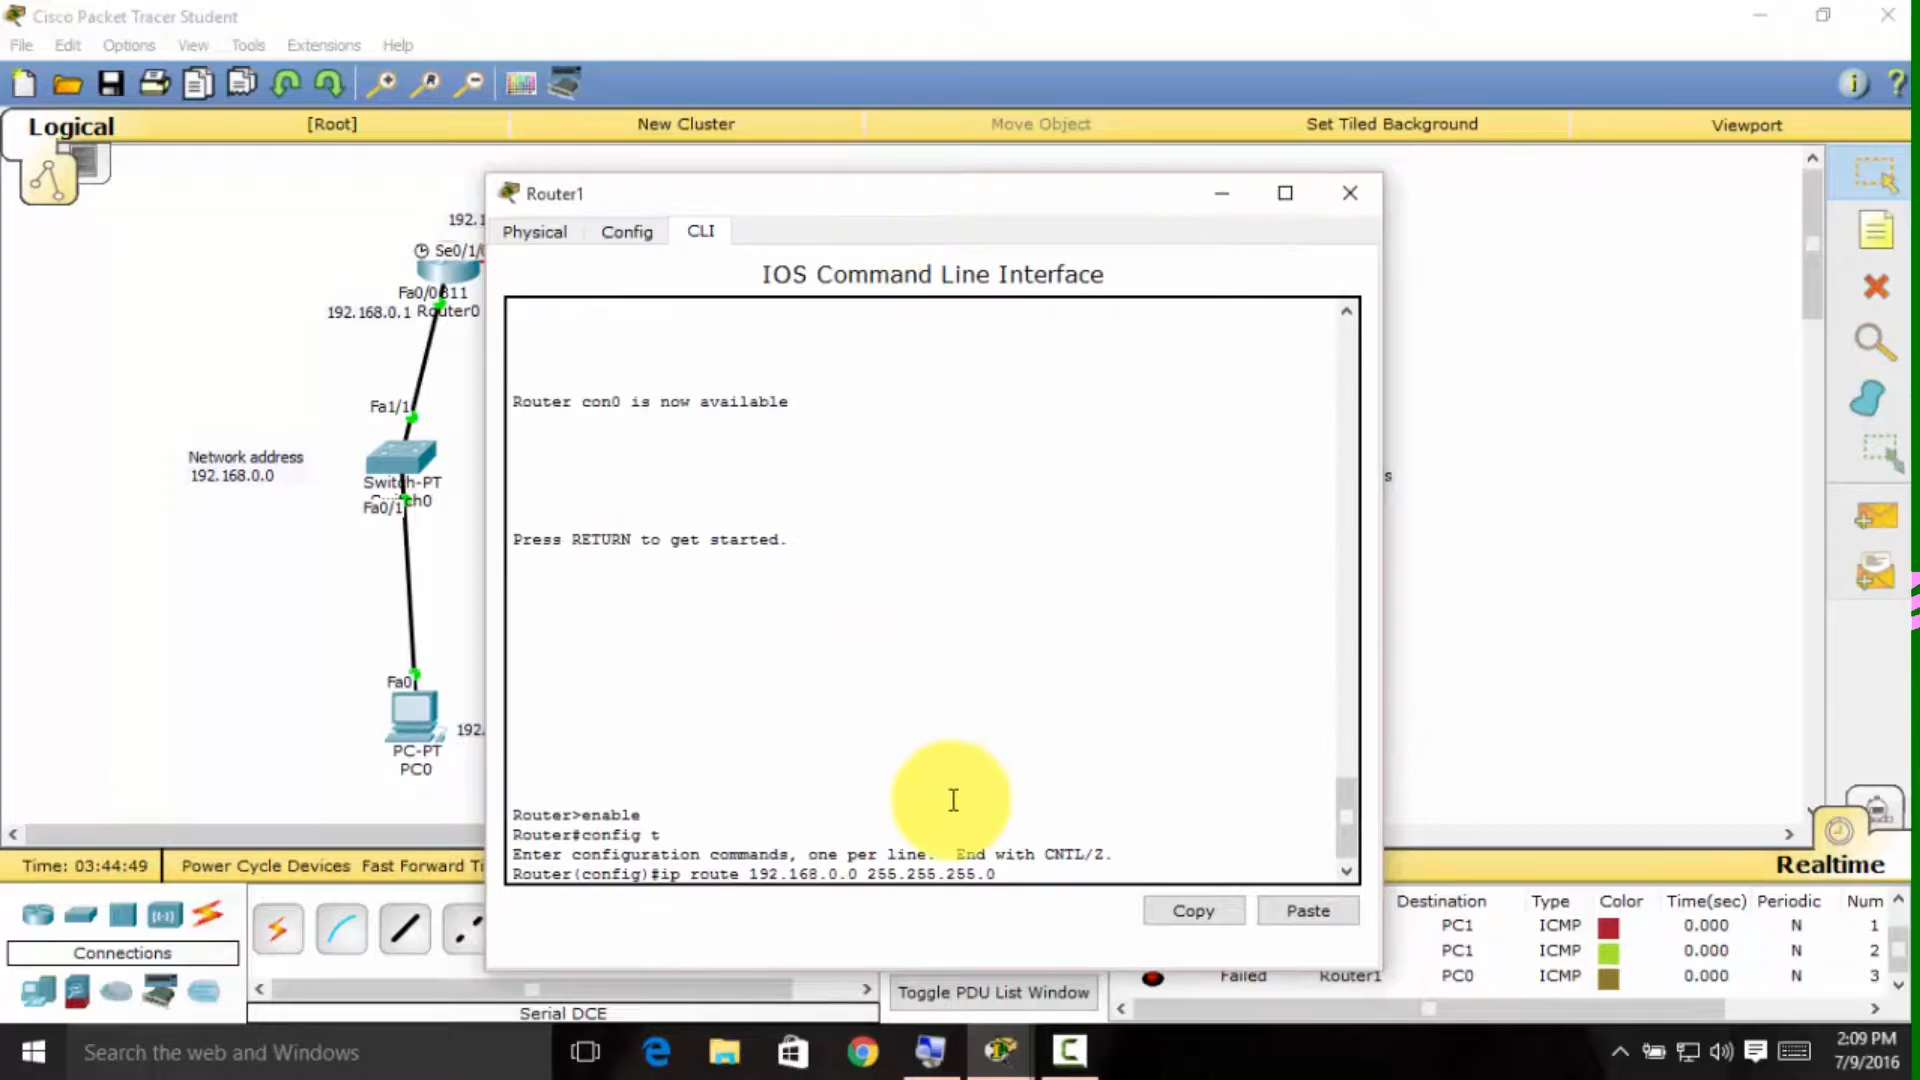 Cisco Packet Tracer Student
File Edit Options View Tools Extensions Help
Logical [Root] New Cluster Move Object Set Tiled Background Viewport
Router1
Physical Config CLI
IOS Command Line Interface
192.1
Se0/1/0
Fa0/0 811
192.168.0.1 Router0
Fa1/1
Network address
192.168.0.0
Switch-PT
Switch0
Fa0/1
Fa0
192.
PC-PT
PC0
s
Router con0 is now available
Press RETURN to get started.
Router>enable
Router#config t
Enter configuration commands, one per line. End with CNTL/Z.
Router(config)#ip route 192.168.0.0 255.255.255.0
Copy Paste
Time: 03:44:49 Power Cycle Devices Fast Forward Ti
Realtime
Connections
Serial DCE
Toggle PDU List Window
Destination Type Color Time(sec) Periodic Num
PC1 ICMP 0.000 N 1
PC1 ICMP 0.000 N 2
Failed Router1 PC0 ICMP 0.000 N 3
Search the web and Windows
2:09 PM
7/9/2016